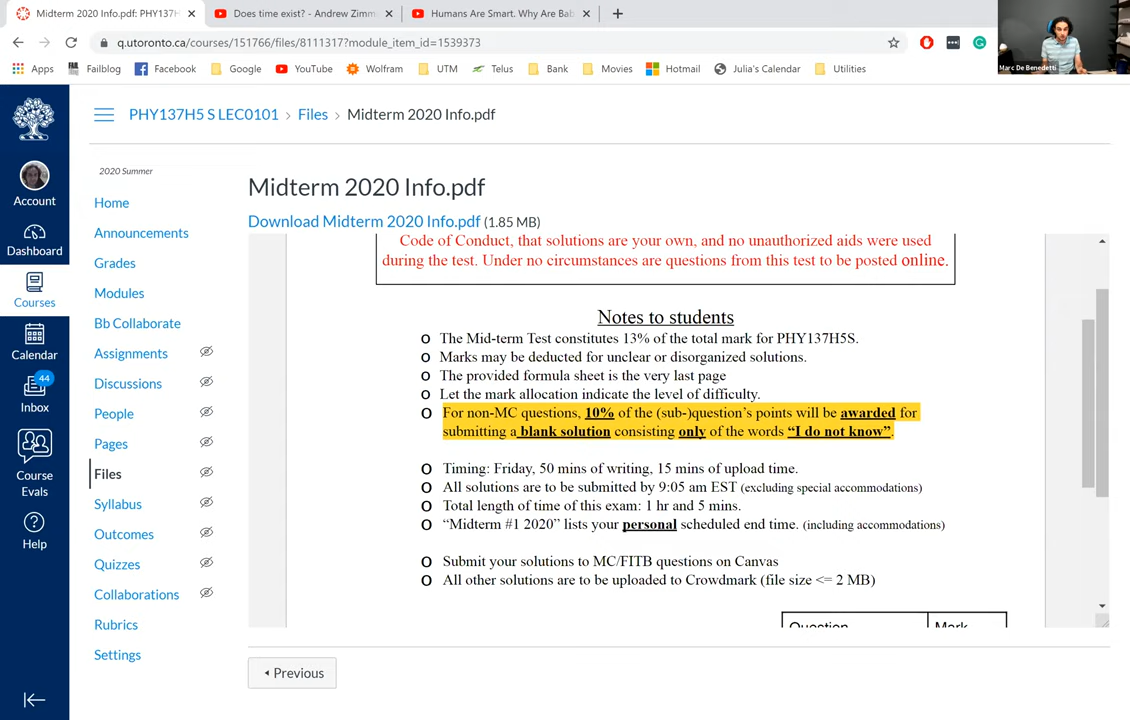 Midterm 2020 Info.pdf: PHY137H
Does time exist? - Andrew Zimm
Humans Are Smart. Why Are Bab
q.utoronto.ca/courses/151766/files/8111317?module_item_id=1539373
Marc De Benedetti
Apps Failblog Facebook Google YouTube Wolfram UTM Telus Bank Movies Hotmail Julia's Calendar Utilities
PHY137H5 S LEC0101 › Files › Midterm 2020 Info.pdf
Account
Dashboard
Courses
Calendar
44
Inbox
Course
Evals
Help
2020 Summer
Home
Announcements
Grades
Modules
Bb Collaborate
Assignments
Discussions
People
Pages
Files
Syllabus
Outcomes
Quizzes
Collaborations
Rubrics
Settings
Midterm 2020 Info.pdf
Download Midterm 2020 Info.pdf (1.85 MB)
Code of Conduct, that solutions are your own, and no unauthorized aids were used
during the test. Under no circumstances are questions from this test to be posted online.
Notes to students
o The Mid-term Test constitutes 13% of the total mark for PHY137H5S.
o Marks may be deducted for unclear or disorganized solutions.
o The provided formula sheet is the very last page
o Let the mark allocation indicate the level of difficulty.
o For non-MC questions, 10% of the (sub-)question's points will be awarded for
submitting a blank solution consisting only of the words “I do not know”.
o Timing: Friday, 50 mins of writing, 15 mins of upload time.
o All solutions are to be submitted by 9:05 am EST (excluding special accommodations)
o Total length of time of this exam: 1 hr and 5 mins.
o “Midterm #1 2020” lists your personal scheduled end time. (including accommodations)
o Submit your solutions to MC/FITB questions on Canvas
o All other solutions are to be uploaded to Crowdmark (file size <= 2 MB)
Question Mark
Previous